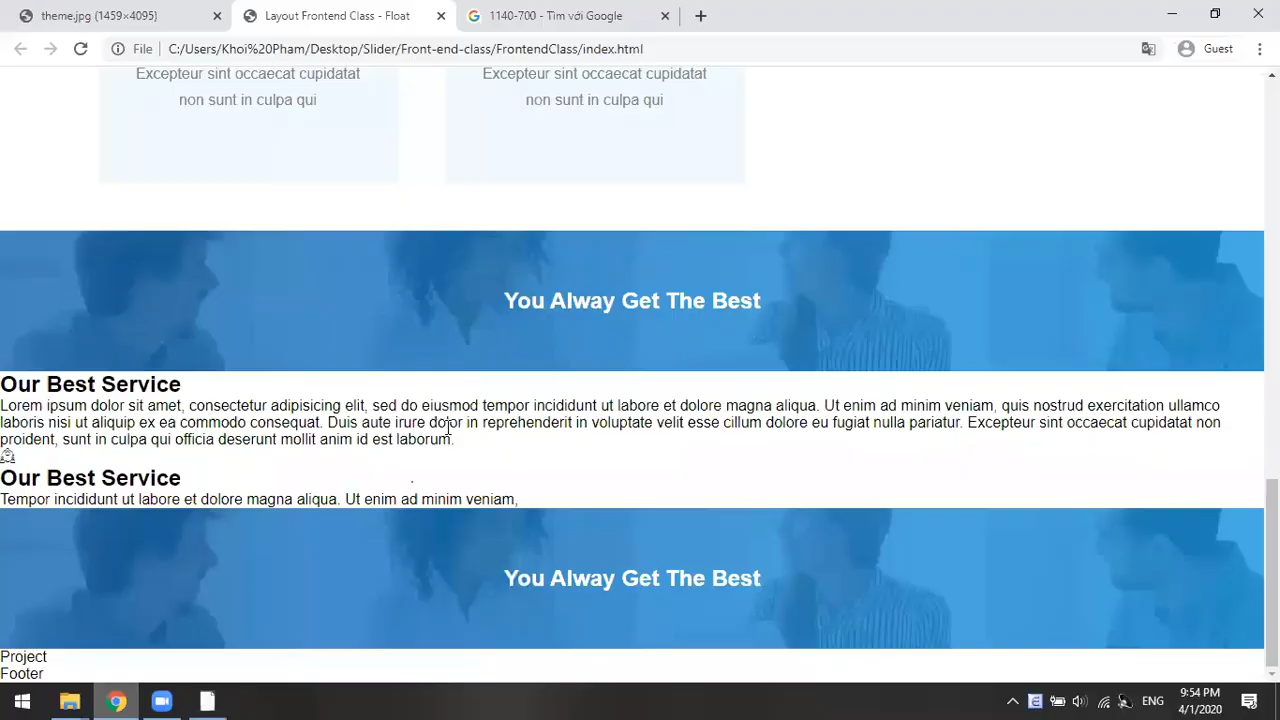 theme.jpg (1459×4095)
Layout Frontend Class - Float
1140-700 - Tìm với Google
File
C:/Users/Khoi%20Pham/Desktop/Slider/Front-end-class/FrontendClass/index.html
Guest
Excepteur sint occaecat cupidatat
non sunt in culpa qui
Excepteur sint occaecat cupidatat
non sunt in culpa qui
You Alway Get The Best
Our Best Service
Lorem ipsum dolor sit amet, consectetur adipisicing elit, sed do eiusmod tempor incididunt ut labore et dolore magna aliqua. Ut enim ad minim veniam, quis nostrud exercitation ullamco
laboris nisi ut aliquip ex ea commodo consequat. Duis aute irure dolor in reprehenderit in voluptate velit esse cillum dolore eu fugiat nulla pariatur. Excepteur sint occaecat cupidatat non
proident, sunt in culpa qui officia deserunt mollit anim id est laborum.
Our Best Service
Tempor incididunt ut labore et dolore magna aliqua. Ut enim ad minim veniam,
You Alway Get The Best
Project
Footer
ENG
9:54 PM
4/1/2020